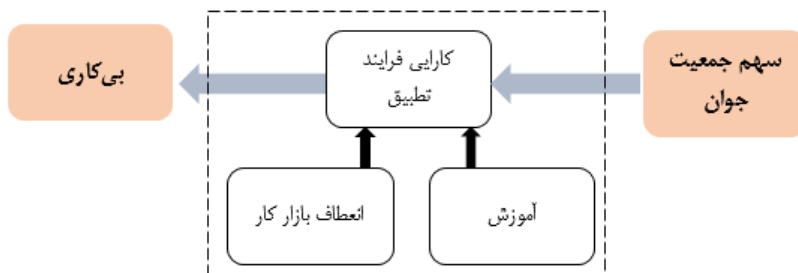 سهم جمعیت
جوان
کارایی فرایند
تطبیق
بی‌کاری
آموزش
انعطاف بازار کار